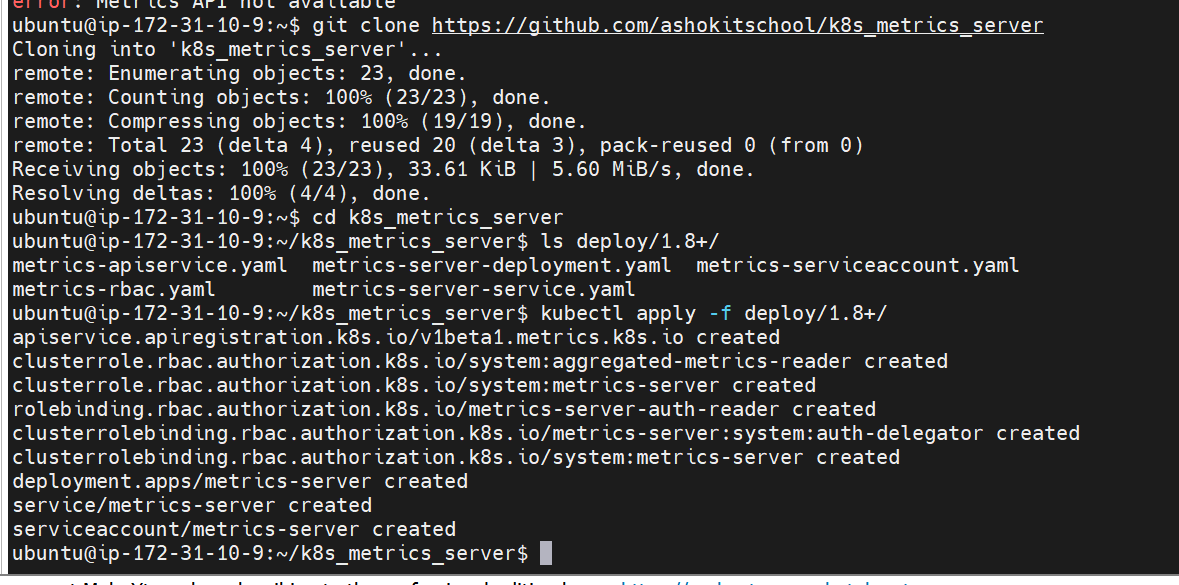 error: Metrics API not available
ubuntu@ip-172-31-10-9:~$ git clone https://github.com/ashokitschool/k8s_metrics_server
Cloning into 'k8s_metrics_server'...
remote: Enumerating objects: 23, done.
remote: Counting objects: 100% (23/23), done.
remote: Compressing objects: 100% (19/19), done.
remote: Total 23 (delta 4), reused 20 (delta 3), pack-reused 0 (from 0)
Receiving objects: 100% (23/23), 33.61 KiB | 5.60 MiB/s, done.
Resolving deltas: 100% (4/4), done.
ubuntu@ip-172-31-10-9:~$ cd k8s_metrics_server
ubuntu@ip-172-31-10-9:~/k8s_metrics_server$ ls deploy/1.8+/
metrics-apiservice.yaml  metrics-server-deployment.yaml  metrics-serviceaccount.yaml
metrics-rbac.yaml        metrics-server-service.yaml
ubuntu@ip-172-31-10-9:~/k8s_metrics_server$ kubectl apply -f deploy/1.8+/
apiservice.apiregistration.k8s.io/v1beta1.metrics.k8s.io created
clusterrole.rbac.authorization.k8s.io/system:aggregated-metrics-reader created
clusterrole.rbac.authorization.k8s.io/system:metrics-server created
rolebinding.rbac.authorization.k8s.io/metrics-server-auth-reader created
clusterrolebinding.rbac.authorization.k8s.io/metrics-server:system:auth-delegator created
clusterrolebinding.rbac.authorization.k8s.io/system:metrics-server created
deployment.apps/metrics-server created
service/metrics-server created
serviceaccount/metrics-server created
ubuntu@ip-172-31-10-9:~/k8s_metrics_server$